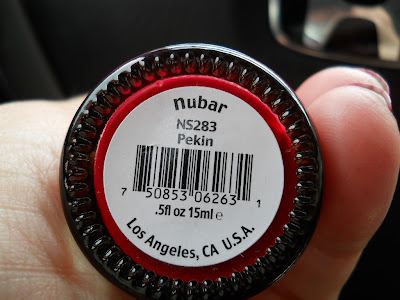 nubar
NS283
Pekin
7 50853 06263 1
.5fl oz 15ml e
Los Angeles, CA U.S.A.